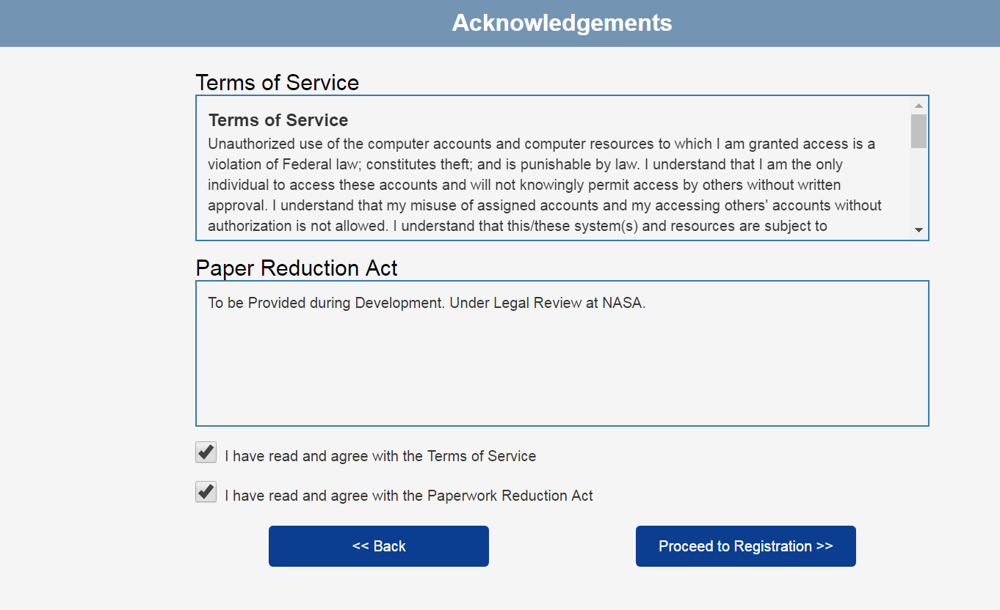 Acknowledgements
Terms of Service
Terms of Service
Unauthorized use of the computer accounts and computer resources to which I am granted access is a
violation of Federal law; constitutes theft; and is punishable by law. I understand that I am the only
individual to access these accounts and will not knowingly permit access by others without written
approval. I understand that my misuse of assigned accounts and my accessing others' accounts without
authorization is not allowed. I understand that this/these system(s) and resources are subject to
Paper Reduction Act
To be Provided during Development. Under Legal Review at NASA.
I have read and agree with the Terms of Service
I have read and agree with the Paperwork Reduction Act
<< Back
Proceed to Registration >>